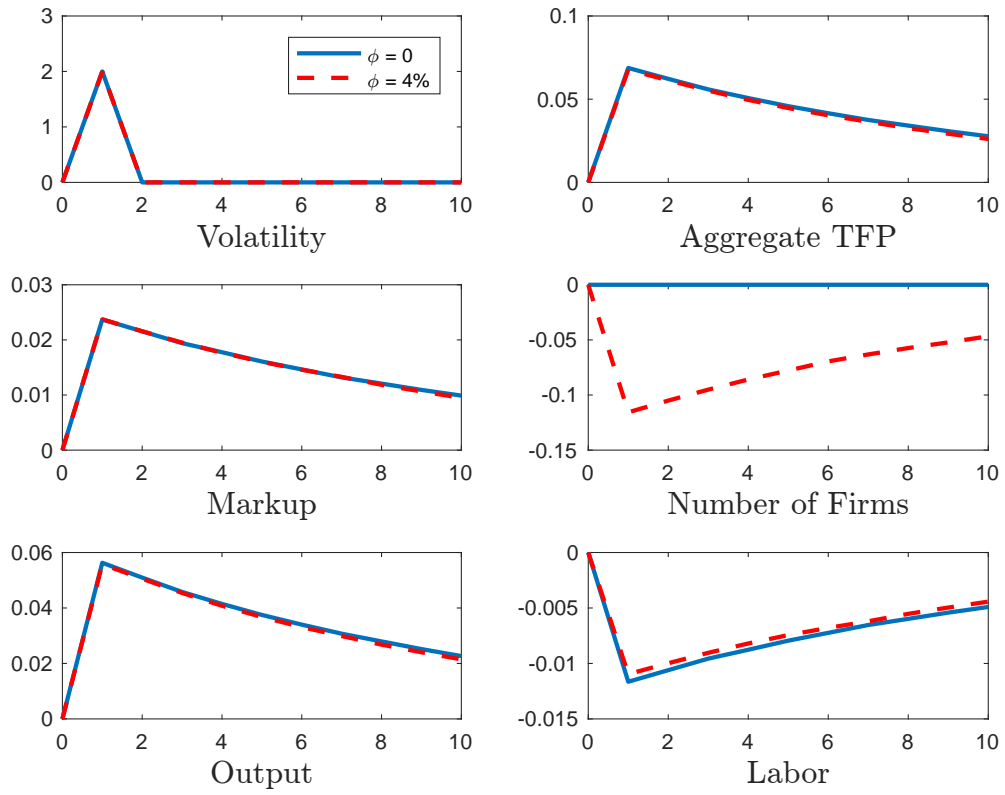 3
2
1
0
0 2 4 6 8 10
Volatility
ϕ = 0
ϕ = 4%
0.1
0.05
0
0 2 4 6 8 10
Aggregate TFP
0.03
0.02
0.01
0
0 2 4 6 8 10
Markup
0
-0.05
-0.1
-0.15
0 2 4 6 8 10
Number of Firms
0.06
0.04
0.02
0
0 2 4 6 8 10
Output
0
-0.005
-0.01
-0.015
0 2 4 6 8 10
Labor